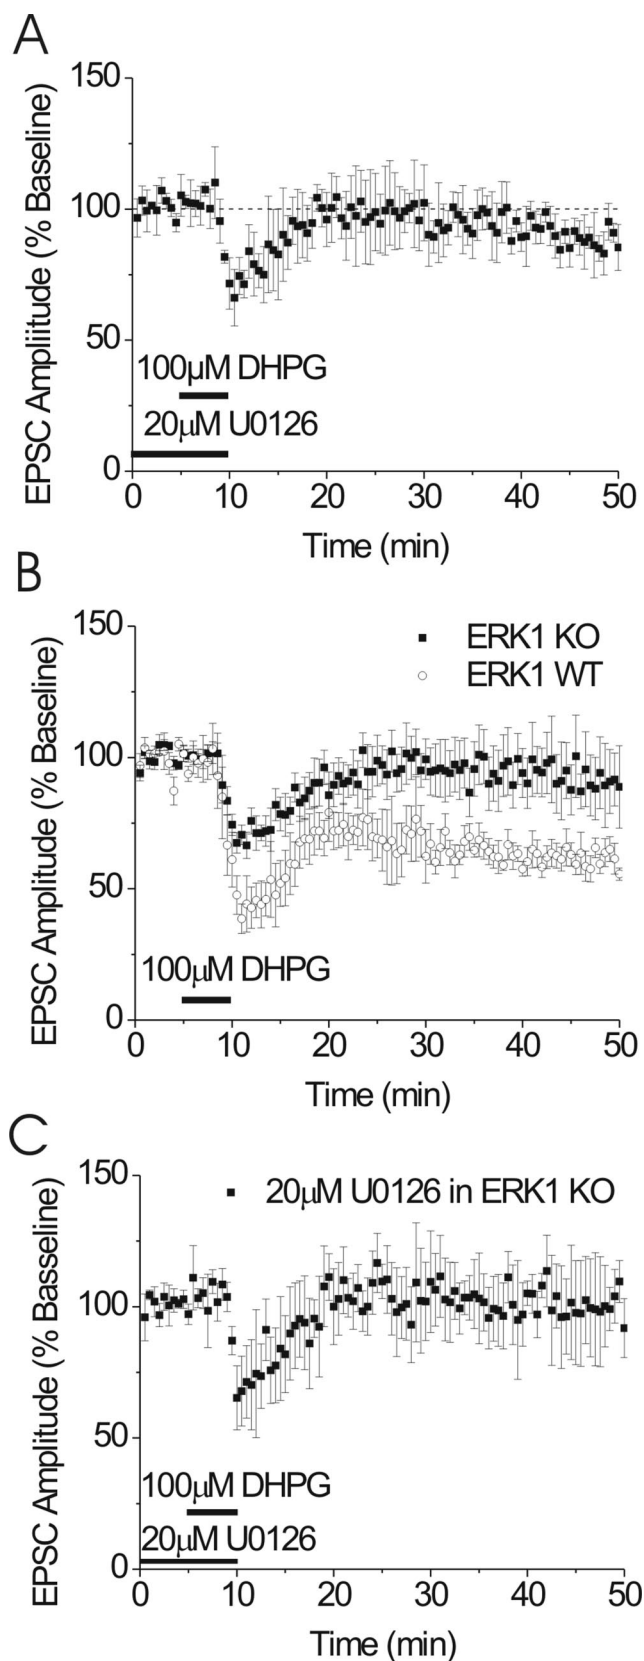 A
EPSC Ampliitude (% Baseline)
150
100
50
0
100µM DHPG
20µM U0126
0 10 20 30 40 50
Time (min)
B
EPSC Amplitude (% Baseline)
150
100
50
0
ERK1 KO
ERK1 WT
100µM DHPG
0 10 20 30 40 50
Time (min)
C
EPSC Amplitude (% Basseline)
150
100
50
0
20µM U0126 in ERK1 KO
100µM DHPG
20µM U0126
0 10 20 30 40 50
Time (min)